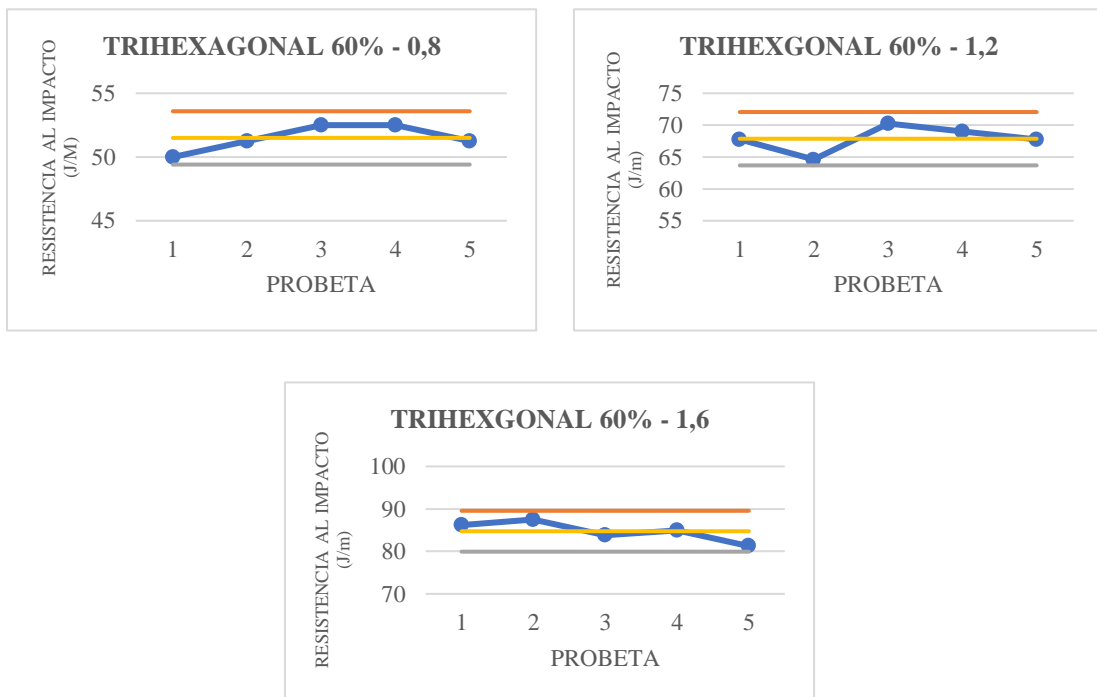 TRIHEXAGONAL 60% - 0,8
RESISTENCIA AL IMPACTO
(J/M)
55
50
45
1 2 3 4 5
PROBETA
TRIHEXGONAL 60% - 1,2
RESISTENCIA AL IMPACTO
(J/m)
75
70
65
60
55
1 2 3 4 5
PROBETA
TRIHEXGONAL 60% - 1,6
RESISTENCIA AL IMPACTO
(J/m)
100
90
80
70
1 2 3 4 5
PROBETA